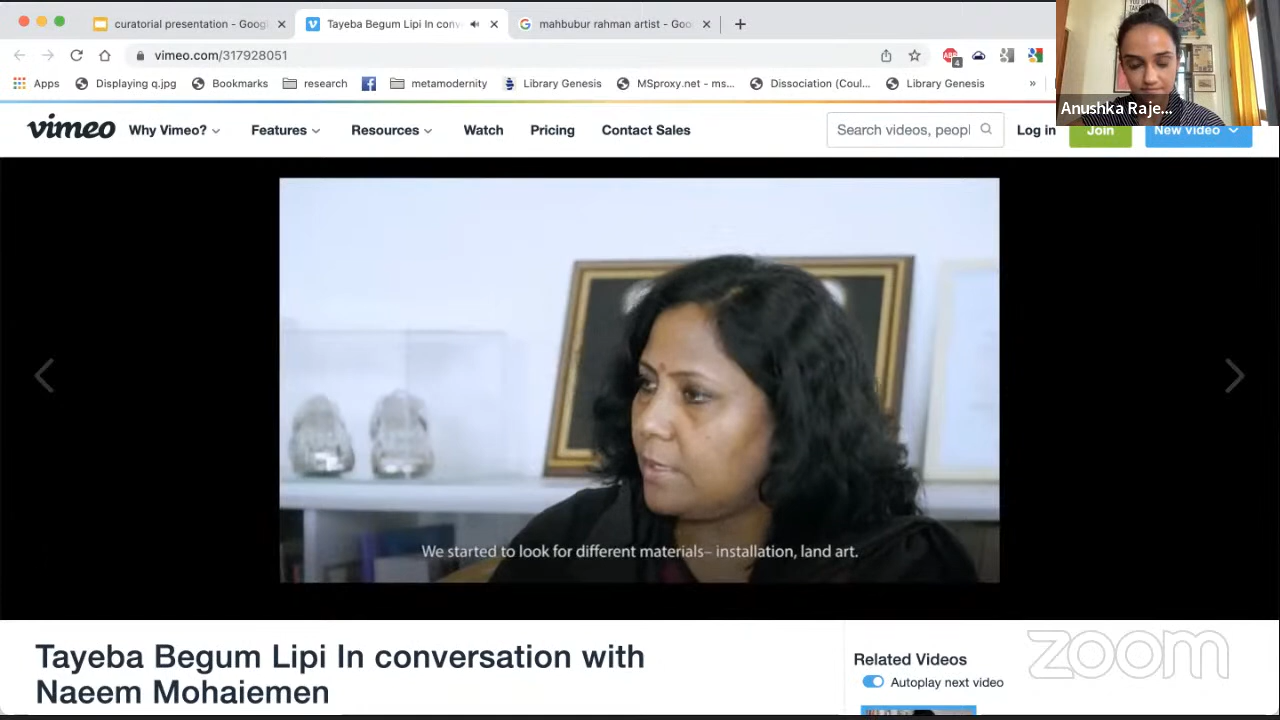 curatorial presentation - Googl
Tayeba Begum Lipi In conv
mahbubur rahman artist - Goo
vimeo.com/317928051
ABP
4
Apps
Displaying q.jpg
Bookmarks
research
metamodernity
Library Genesis
MSproxy.net - ms...
Dissociation (Coul...
Library Genesis
»
Anushka Raje...
vimeo
Why Vimeo?
Features
Resources
Watch
Pricing
Contact Sales
Search videos, peopl
Log in
Join
New video
We started to look for different materials– installation, land art.
Tayeba Begum Lipi In conversation with
Naeem Mohaiemen
Related Videos
Autoplay next video
zoom